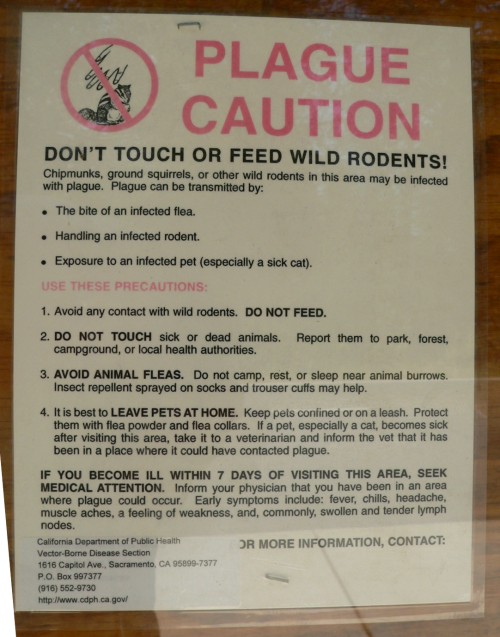 PLAGUE
CAUTION
DON'T TOUCH OR FEED WILD RODENTS!
Chipmunks, ground squirrels, or other wild rodents in this area may be infected
with plague. Plague can be transmitted by:
• The bite of an infected flea.
• Handling an infected rodent.
• Exposure to an infected pet (especially a sick cat).
USE THESE PRECAUTIONS:
1. Avoid any contact with wild rodents. DO NOT FEED.
2. DO NOT TOUCH sick or dead animals. Report them to park, forest,
campground, or local health authorities.
3. AVOID ANIMAL FLEAS. Do not camp, rest, or sleep near animal burrows.
Insect repellent sprayed on socks and trouser cuffs may help.
4. It is best to LEAVE PETS AT HOME. Keep pets confined or on a leash. Protect
them with flea powder and flea collars. If a pet, especially a cat, becomes sick
after visiting this area, take it to a veterinarian and inform the vet that it has
been in a place where it could have contacted plague.
IF YOU BECOME ILL WITHIN 7 DAYS OF VISITING THIS AREA, SEEK
MEDICAL ATTENTION. Inform your physician that you have been in an area
where plague could occur. Early symptoms include: fever, chills, headache,
muscle aches, a feeling of weakness, and, commonly, swollen and tender lymph
nodes.
OR MORE INFORMATION, CONTACT:
California Department of Public Health
Vector-Borne Disease Section
1616 Capitol Ave., Sacramento, CA 95899-7377
P.O. Box 997377
(916) 552-9730
http://www.cdph.ca.gov/